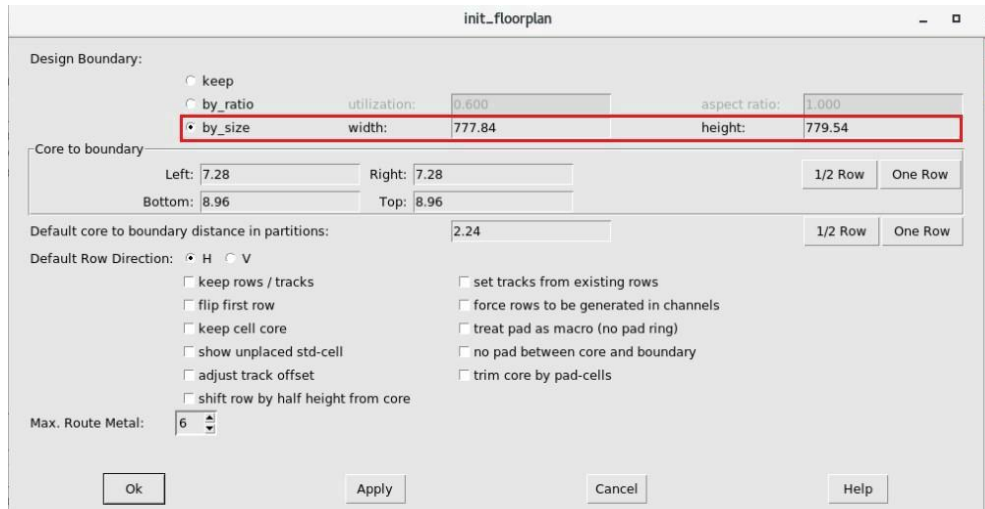 init_floorplan
Design Boundary:
keep
by_ratio utilization: 0.600 aspect ratio: 1.000
by_size width: 777.84 height: 779.54
Core to boundary
Left: 7.28 Right: 7.28 1/2 Row One Row
Bottom: 8.96 Top: 8.96
Default core to boundary distance in partitions: 2.24 1/2 Row One Row
Default Row Direction: H V
keep rows / tracks set tracks from existing rows
flip first row force rows to be generated in channels
keep cell core treat pad as macro (no pad ring)
show unplaced std-cell no pad between core and boundary
adjust track offset trim core by pad-cells
shift row by half height from core
Max. Route Metal: 6
Ok Apply Cancel Help